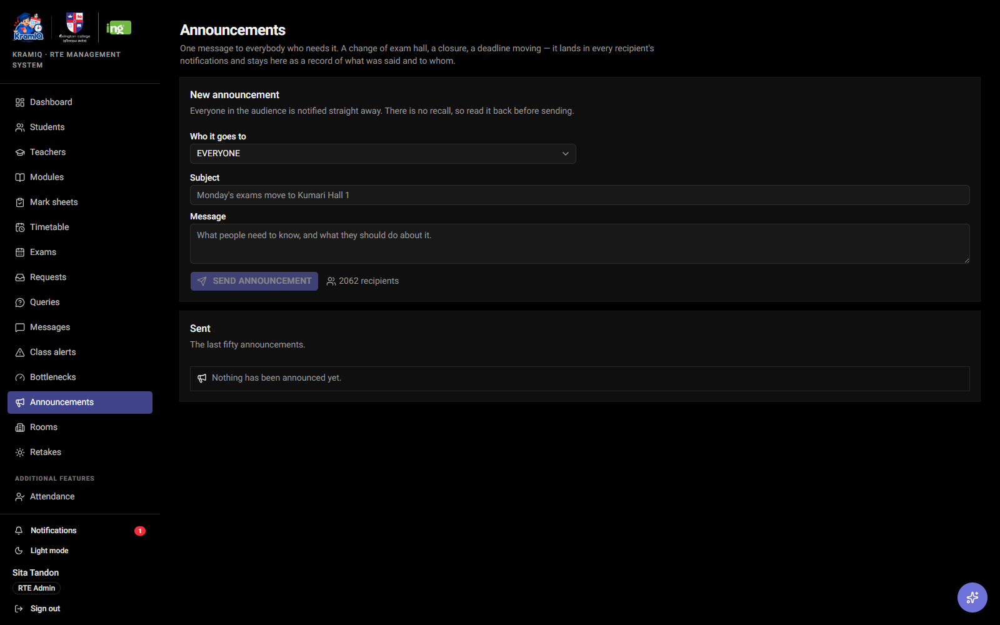 KramIQ
islington college
(इस्लिङ्टन कलेज)
ing
KRAMIQ · RTE MANAGEMENT
SYSTEM
Dashboard
Students
Teachers
Modules
Mark sheets
Timetable
Exams
Requests
Queries
Messages
Class alerts
Bottlenecks
Announcements
Rooms
Retakes
ADDITIONAL FEATURES
Attendance
Notifications
1
Light mode
Sita Tandon
RTE Admin
Sign out
Announcements
One message to everybody who needs it. A change of exam hall, a closure, a deadline moving — it lands in every recipient's
notifications and stays here as a record of what was said and to whom.
New announcement
Everyone in the audience is notified straight away. There is no recall, so read it back before sending.
Who it goes to
EVERYONE
Subject
Monday's exams move to Kumari Hall 1
Message
What people need to know, and what they should do about it.
SEND ANNOUNCEMENT
2062 recipients
Sent
The last fifty announcements.
Nothing has been announced yet.